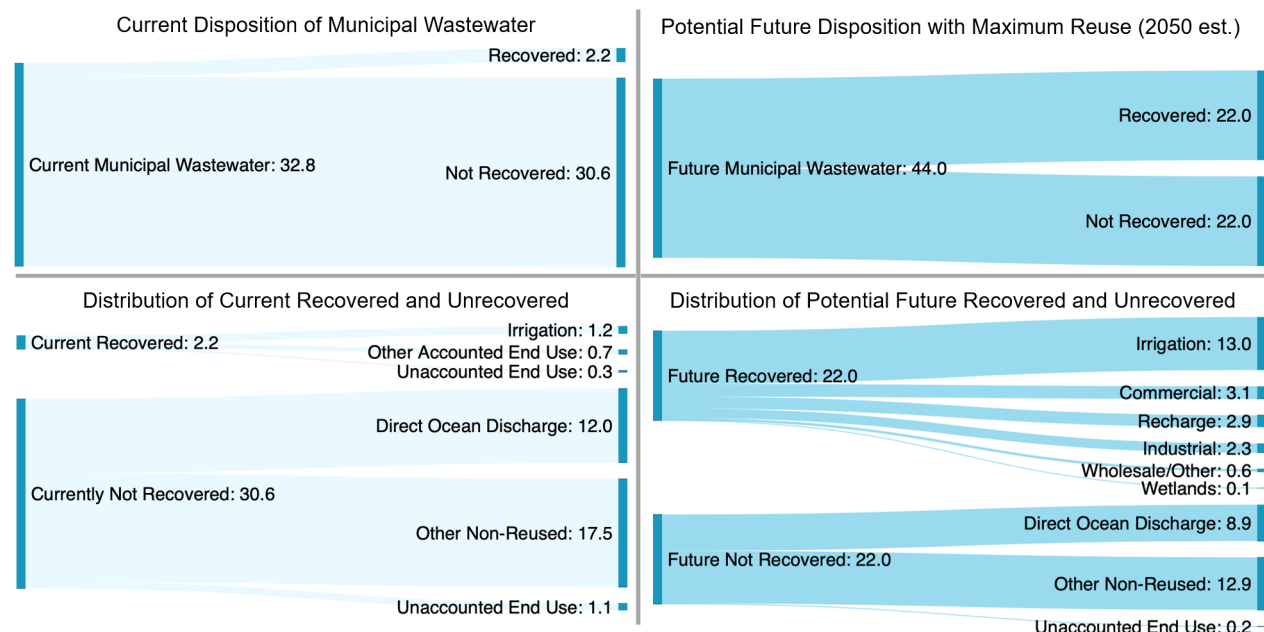 Current Disposition of Municipal Wastewater
Recovered: 2.2
Current Municipal Wastewater: 32.8
Not Recovered: 30.6
Potential Future Disposition with Maximum Reuse (2050 est.)
Recovered: 22.0
Future Municipal Wastewater: 44.0
Not Recovered: 22.0
Distribution of Current Recovered and Unrecovered
Irrigation: 1.2
Current Recovered: 2.2
Other Accounted End Use: 0.7
Unaccounted End Use: 0.3
Direct Ocean Discharge: 12.0
Currently Not Recovered: 30.6
Other Non-Reused: 17.5
Unaccounted End Use: 1.1
Distribution of Potential Future Recovered and Unrecovered
Irrigation: 13.0
Future Recovered: 22.0
Commercial: 3.1
Recharge: 2.9
Industrial: 2.3
Wholesale/Other: 0.6
Wetlands: 0.1
Direct Ocean Discharge: 8.9
Future Not Recovered: 22.0
Other Non-Reused: 12.9
Unaccounted End Use: 0.2